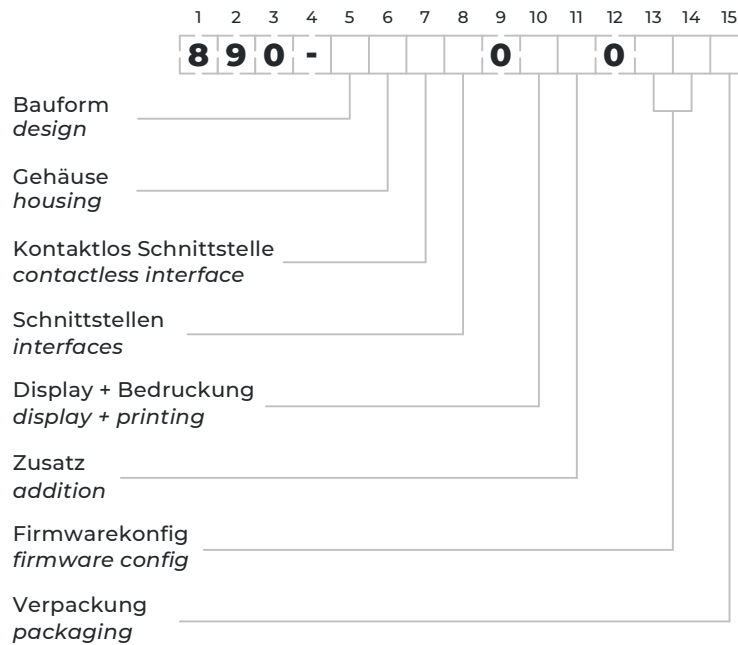 1 2 3 4 5 6 7 8 9 10 11 12 13 14 15
8 9 0 - 0 0
Bauform
design
Gehäuse
housing
Kontaktlos Schnittstelle
contactless interface
Schnittstellen
interfaces
Display + Bedruckung
display + printing
Zusatz
addition
Firmwarekonfig
firmware config
Verpackung
packaging